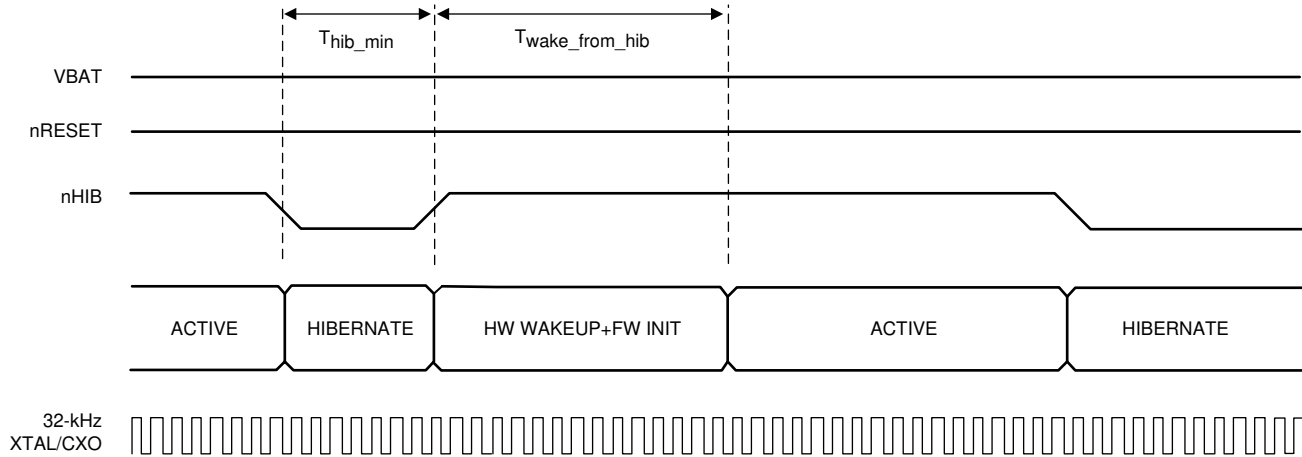 Thib_min
Twake_from_hib
VBAT
nRESET
nHIB
ACTIVE
HIBERNATE
HW WAKEUP+FW INIT
ACTIVE
HIBERNATE
32-kHz
XTAL/CXO